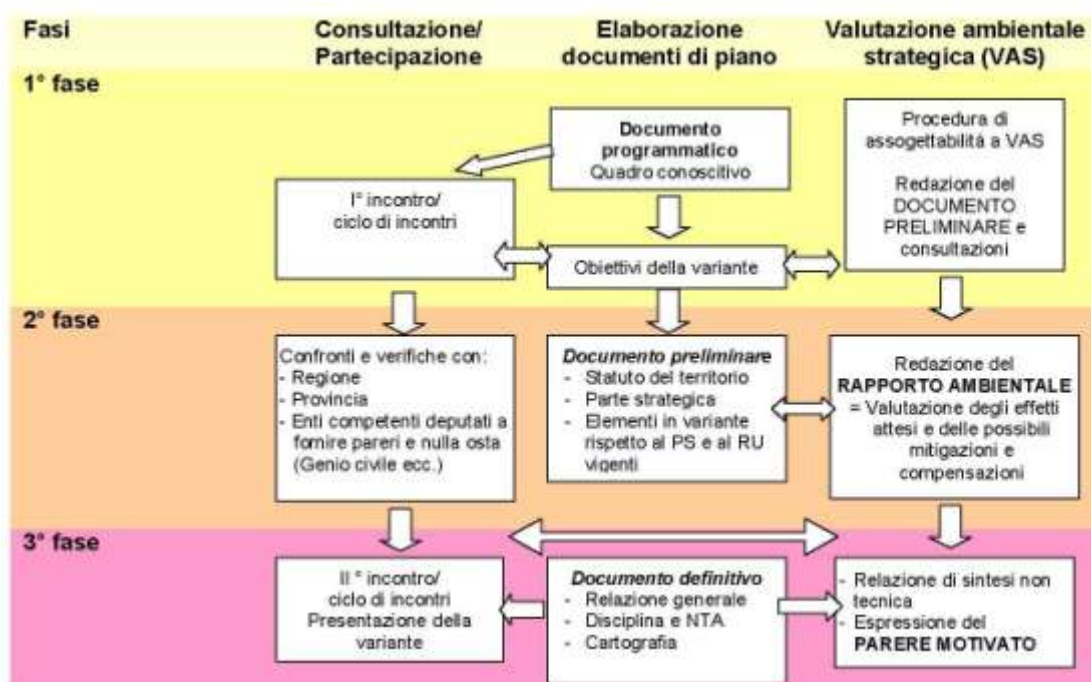 Fasi
Consultazione/
Partecipazione
Elaborazione
documenti di piano
Valutazione ambientale
strategica (VAS)
1° fase
Documento
programmatico
Quadro conoscitivo
Procedura di
assogettabilità a VAS
Redazione del
DOCUMENTO
PRELIMINARE e
consultazioni
I° incontro/
ciclo di incontri
Obiettivi della variante
2° fase
Confronti e verifiche con:
- Regione
- Provincia
- Enti competenti deputati a
fornire pareri e nulla osta
(Genio civile ecc.)
Documento preliminare
- Statuto del territorio
- Parte strategica
- Elementi in variante
rispetto al PS e al RU
vigenti
Redazione del
RAPPORTO AMBIENTALE
= Valutazione degli effetti
attesi e delle possibili
mitigazioni e
compensazioni
3° fase
II ° incontro/
ciclo di incontri
Presentazione della
variante
Documento definitivo
- Relazione generale
- Disciplina e NTA
- Cartografia
- Relazione di sintesi non
tecnica
- Espressione del
PARERE MOTIVATO